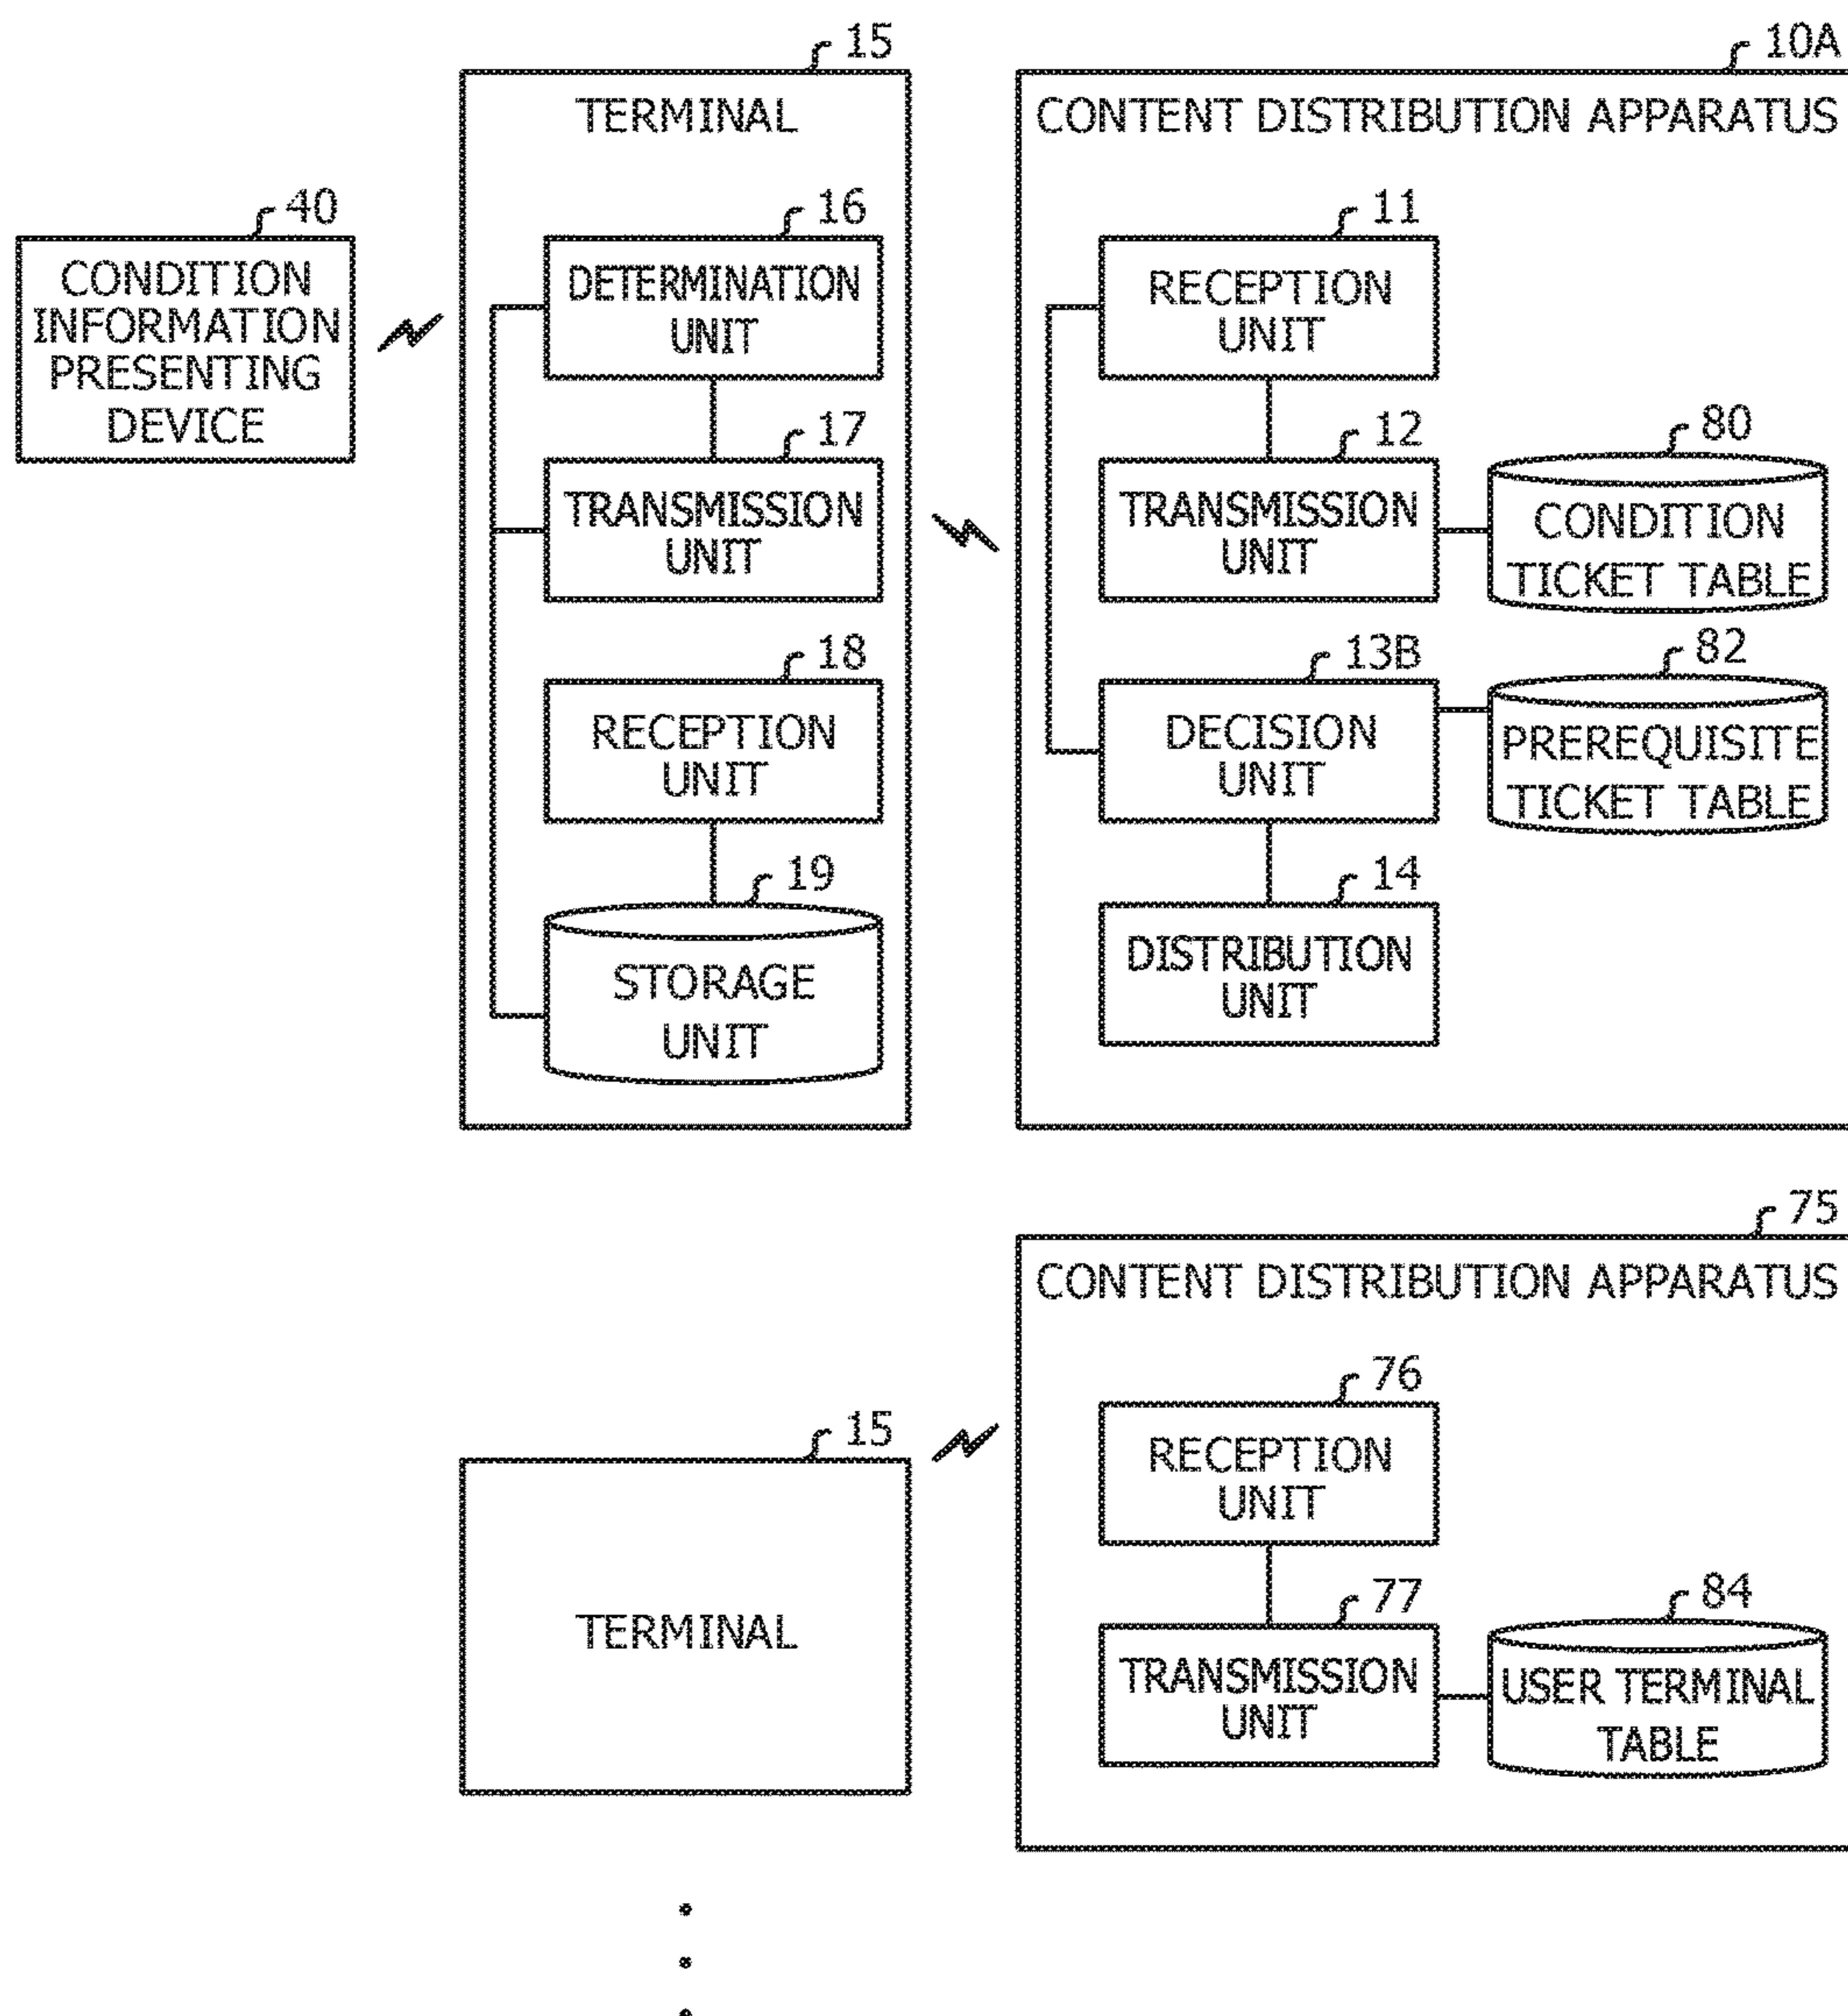 15
TERMINAL
10A
CONTENT DISTRIBUTION APPARATUS
40
CONDITION
INFORMATION
PRESENTING
DEVICE
16
DETERMINATION
UNIT
17
TRANSMISSION
UNIT
18
RECEPTION
UNIT
19
STORAGE
UNIT
11
RECEPTION
UNIT
12
TRANSMISSION
UNIT
80
CONDITION
TICKET TABLE
13B
DECISION
UNIT
82
PREREQUISITE
TICKET TABLE
14
DISTRIBUTION
UNIT
75
CONTENT DISTRIBUTION APPARATUS
15
TERMINAL
76
RECEPTION
UNIT
77
TRANSMISSION
UNIT
84
USER TERMINAL
TABLE